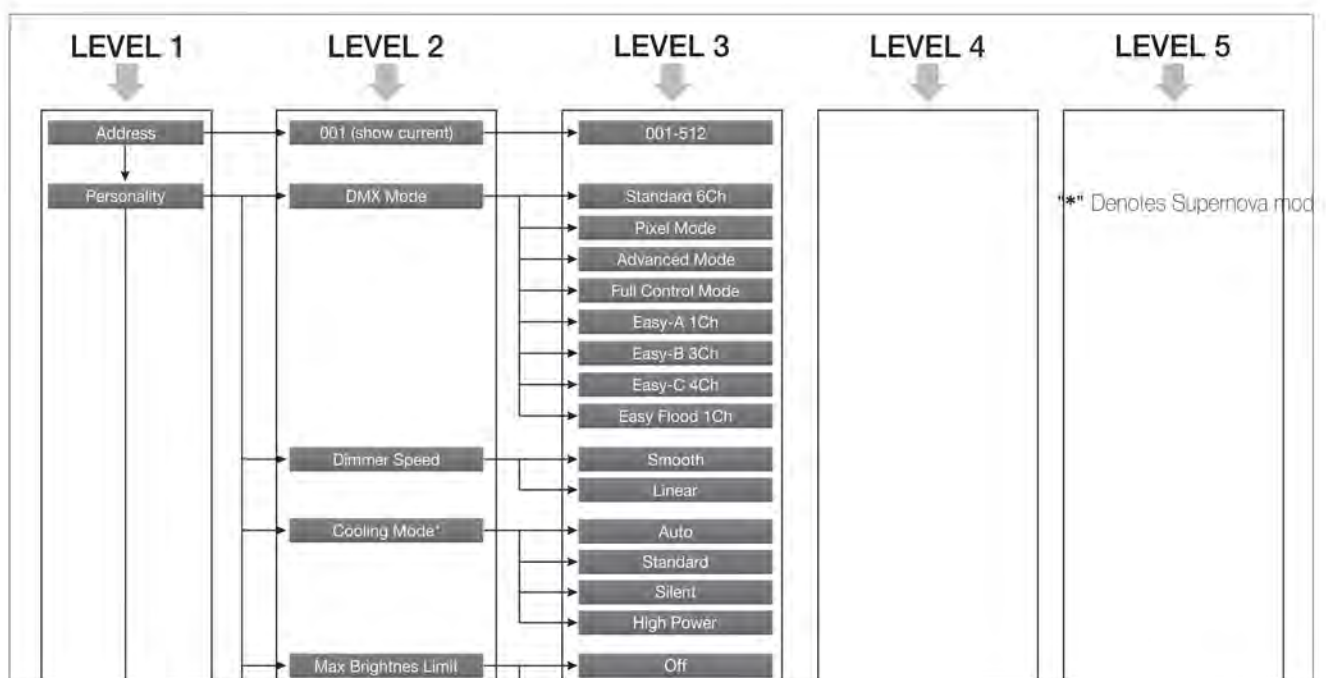 LEVEL 1 LEVEL 2 LEVEL 3 LEVEL 4 LEVEL 5
Address 001 (show current) 001-512
Personality DMX Mode Standard 6Ch
"*" Denotes Supernova mod
Pixel Mode
Advanced Mode
Full Control Mode
Easy-A 1Ch
Easy-B 3Ch
Easy-C 4Ch
Easy Flood 1Ch
Dimmer Speed Smooth
Linear
Cooling Mode* Auto
Standard
Silent
High Power
Max Brightnes Limit Off